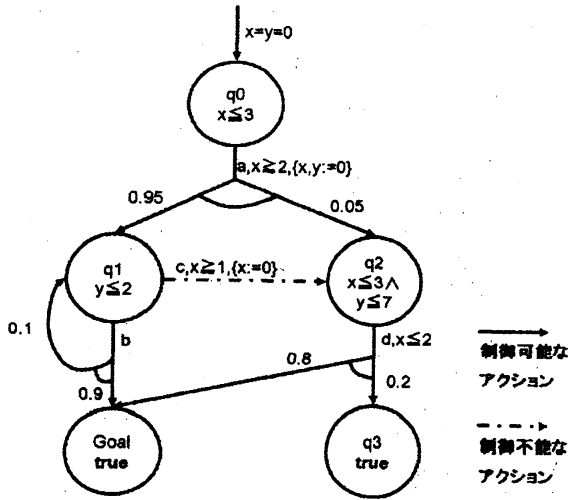 x=y=0
q0
x≦3
a,x≧2,{x,y:=0}
0.95
0.05
q1
y≦2
c,x≧1,{x:=0}
q2
x≦3∧
y≦7
0.1
b
0.8
d,x≦2
0.9
0.2
Goal
true
q3
true
制御可能な
アクション
制御不能な
アクション